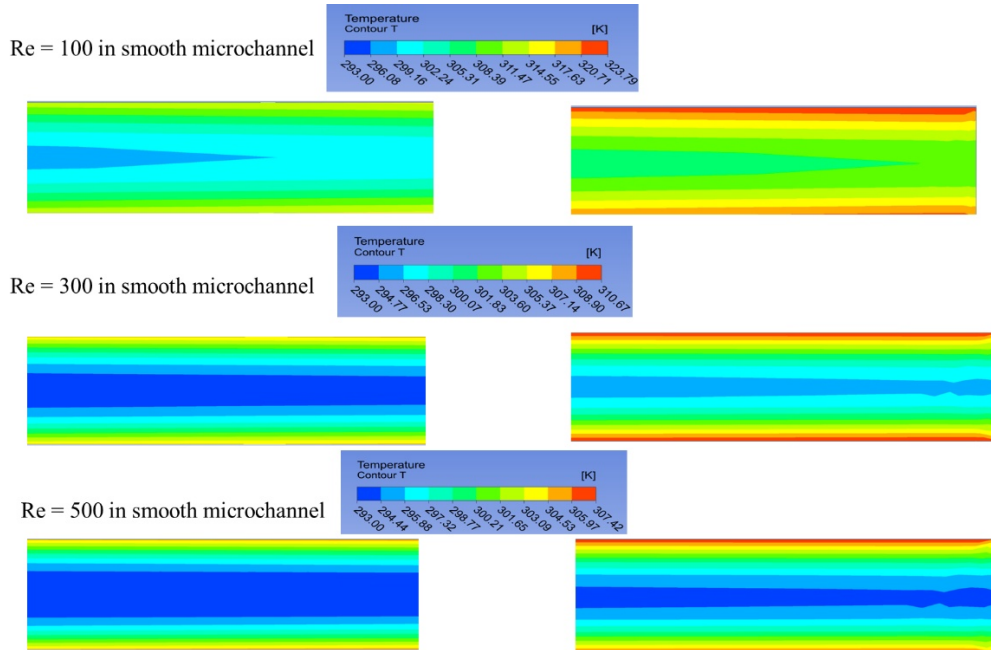 Re = 100 in smooth microchannel
Temperature
Contour T
[K]
293.00 296.08 299.16 302.24 305.31 308.39 311.47 314.55 317.63 320.71 323.79
Re = 300 in smooth microchannel
Temperature
Contour T
[K]
293.00 294.77 296.53 298.30 300.07 301.83 303.60 305.37 307.14 308.90 310.67
Re = 500 in smooth microchannel
Temperature
Contour T
[K]
293.00 294.44 295.88 297.32 298.77 300.21 301.65 303.09 304.53 305.97 307.42